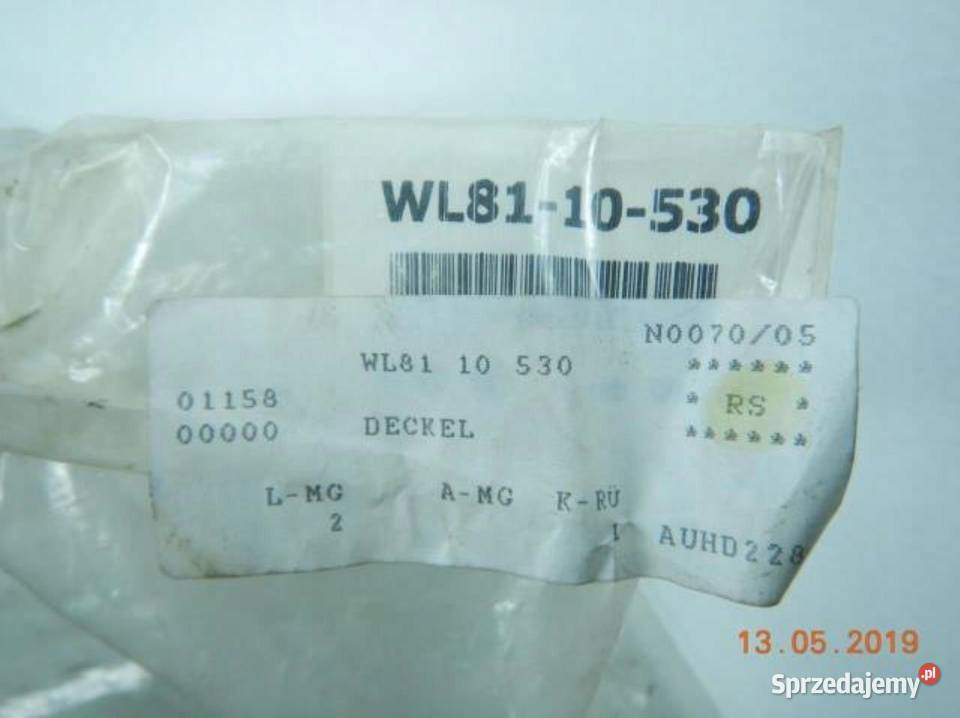 WL81-10-530
N0070/05
WL81 10 530
* * * * * *
01158
* RS *
00000 DECKEL
* * * * * *
L-MG A-MG K-RÜ
2 1
AUHD228
13.05.2019
Sprzedajemy.pl